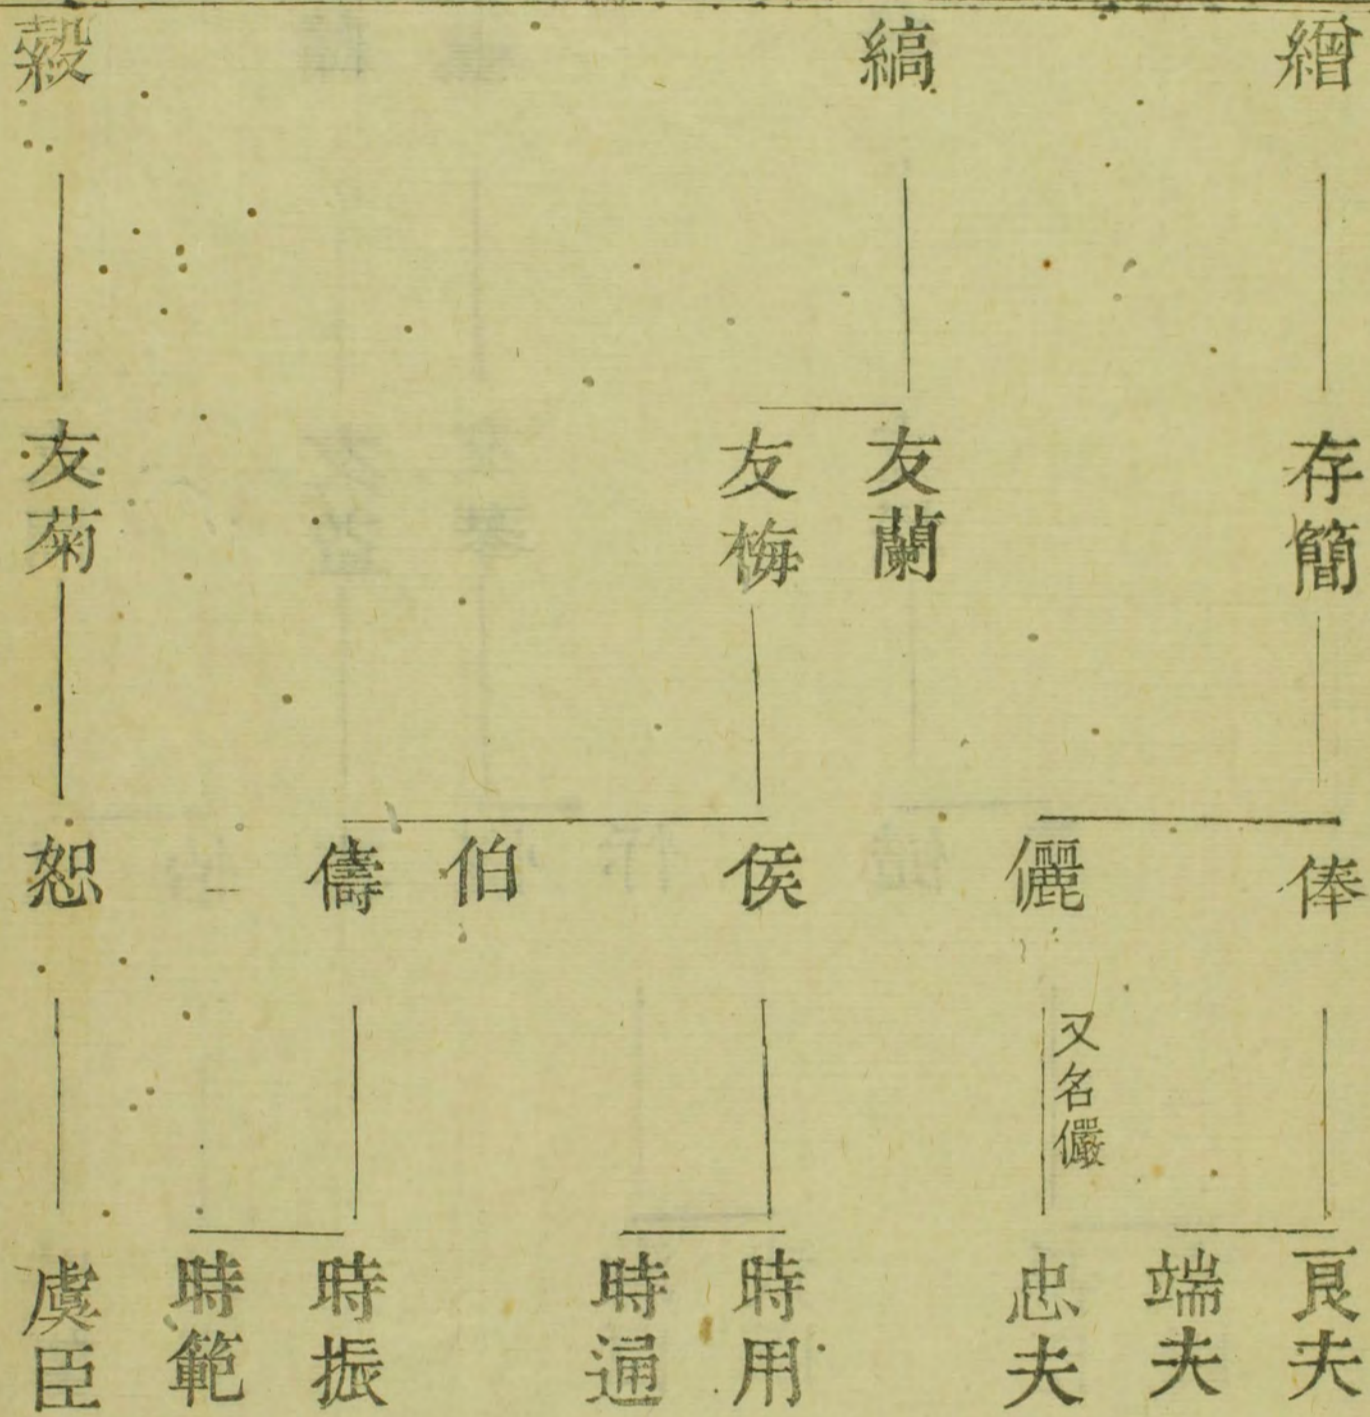 繒
縞
縠
存簡
友蘭
友梅
友菊
俸
儷
又名儼
侯
伯
儔
恕
良夫
端夫
忠夫
時用
時通
時振
時範
虞臣